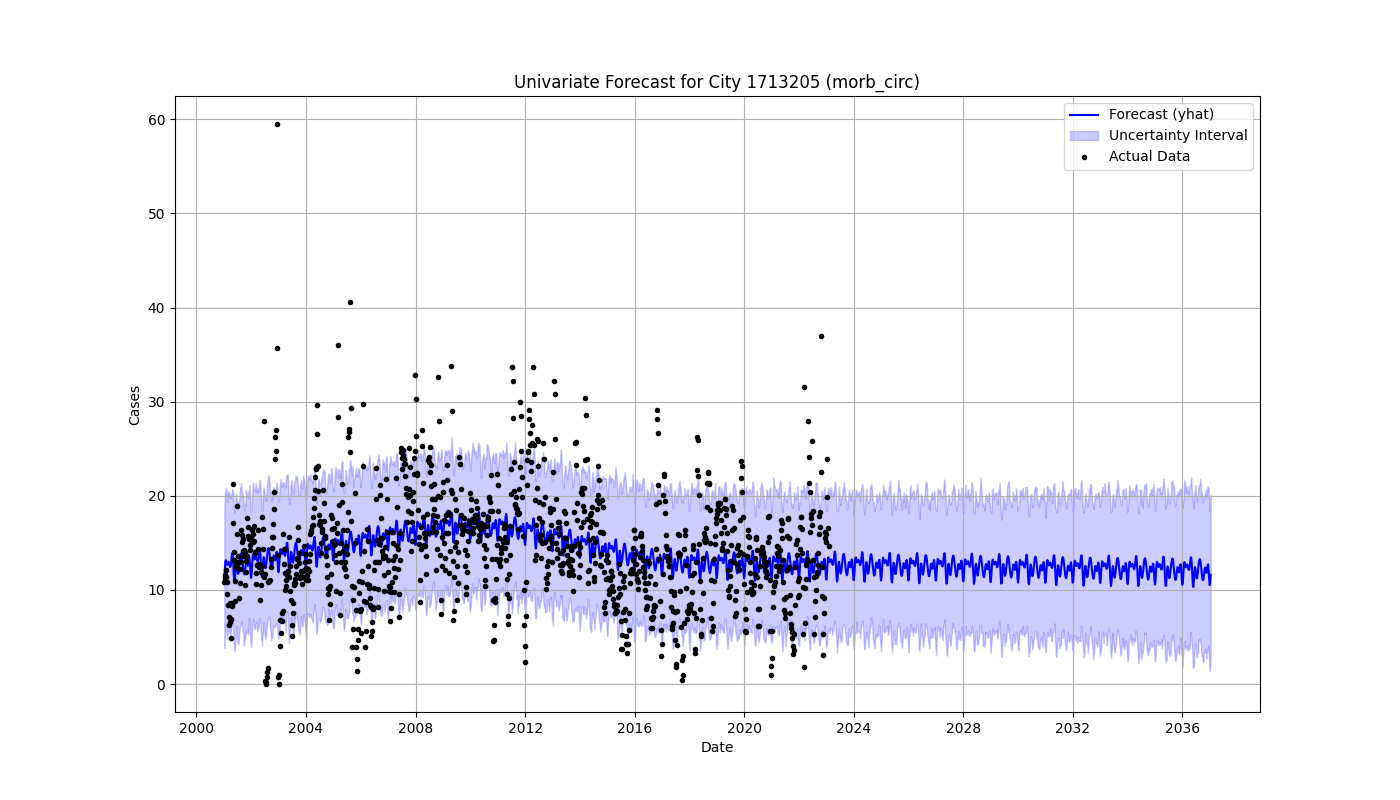 Univariate Forecast for City 1713205 (morb_circ)
Forecast (yhat)
Uncertainty Interval
Actual Data
60
50
40
30
20
10
0
Cases
2000 2004 2008 2012 2016 2020 2024 2028 2032 2036
Date